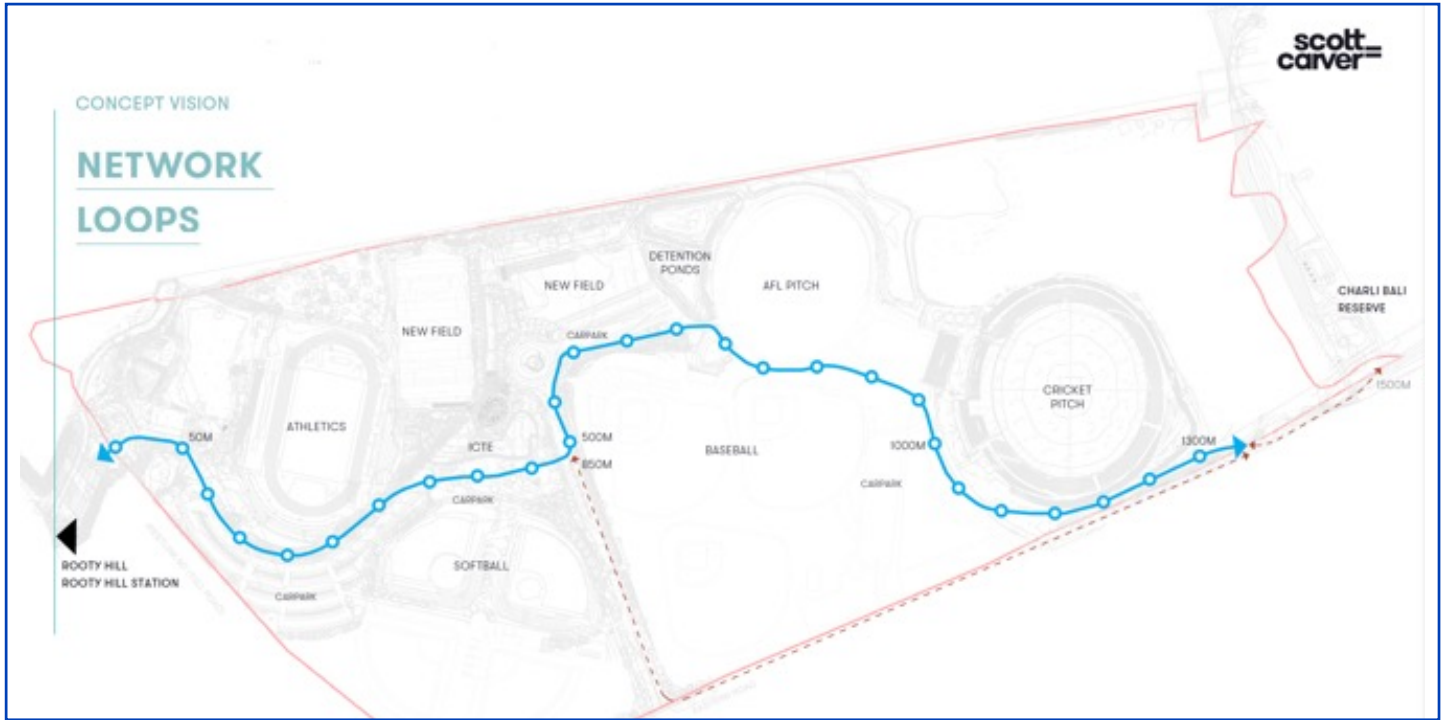 scott
carver
CONCEPT VISION
NETWORK
LOOPS
DETENTION
PONDS
NEW FIELD
AFL PITCH
CHARLI BALI
RESERVE
NEW FIELD
CARPARK
1500M
CRICKET
PITCH
ATHLETICS
50M
ICTE
500M
850M
BASEBALL
1000M
1300M
CARPARK
CARPARK
SOFTBALL
ROOTY HILL
ROOTY HILL STATION
CARPARK